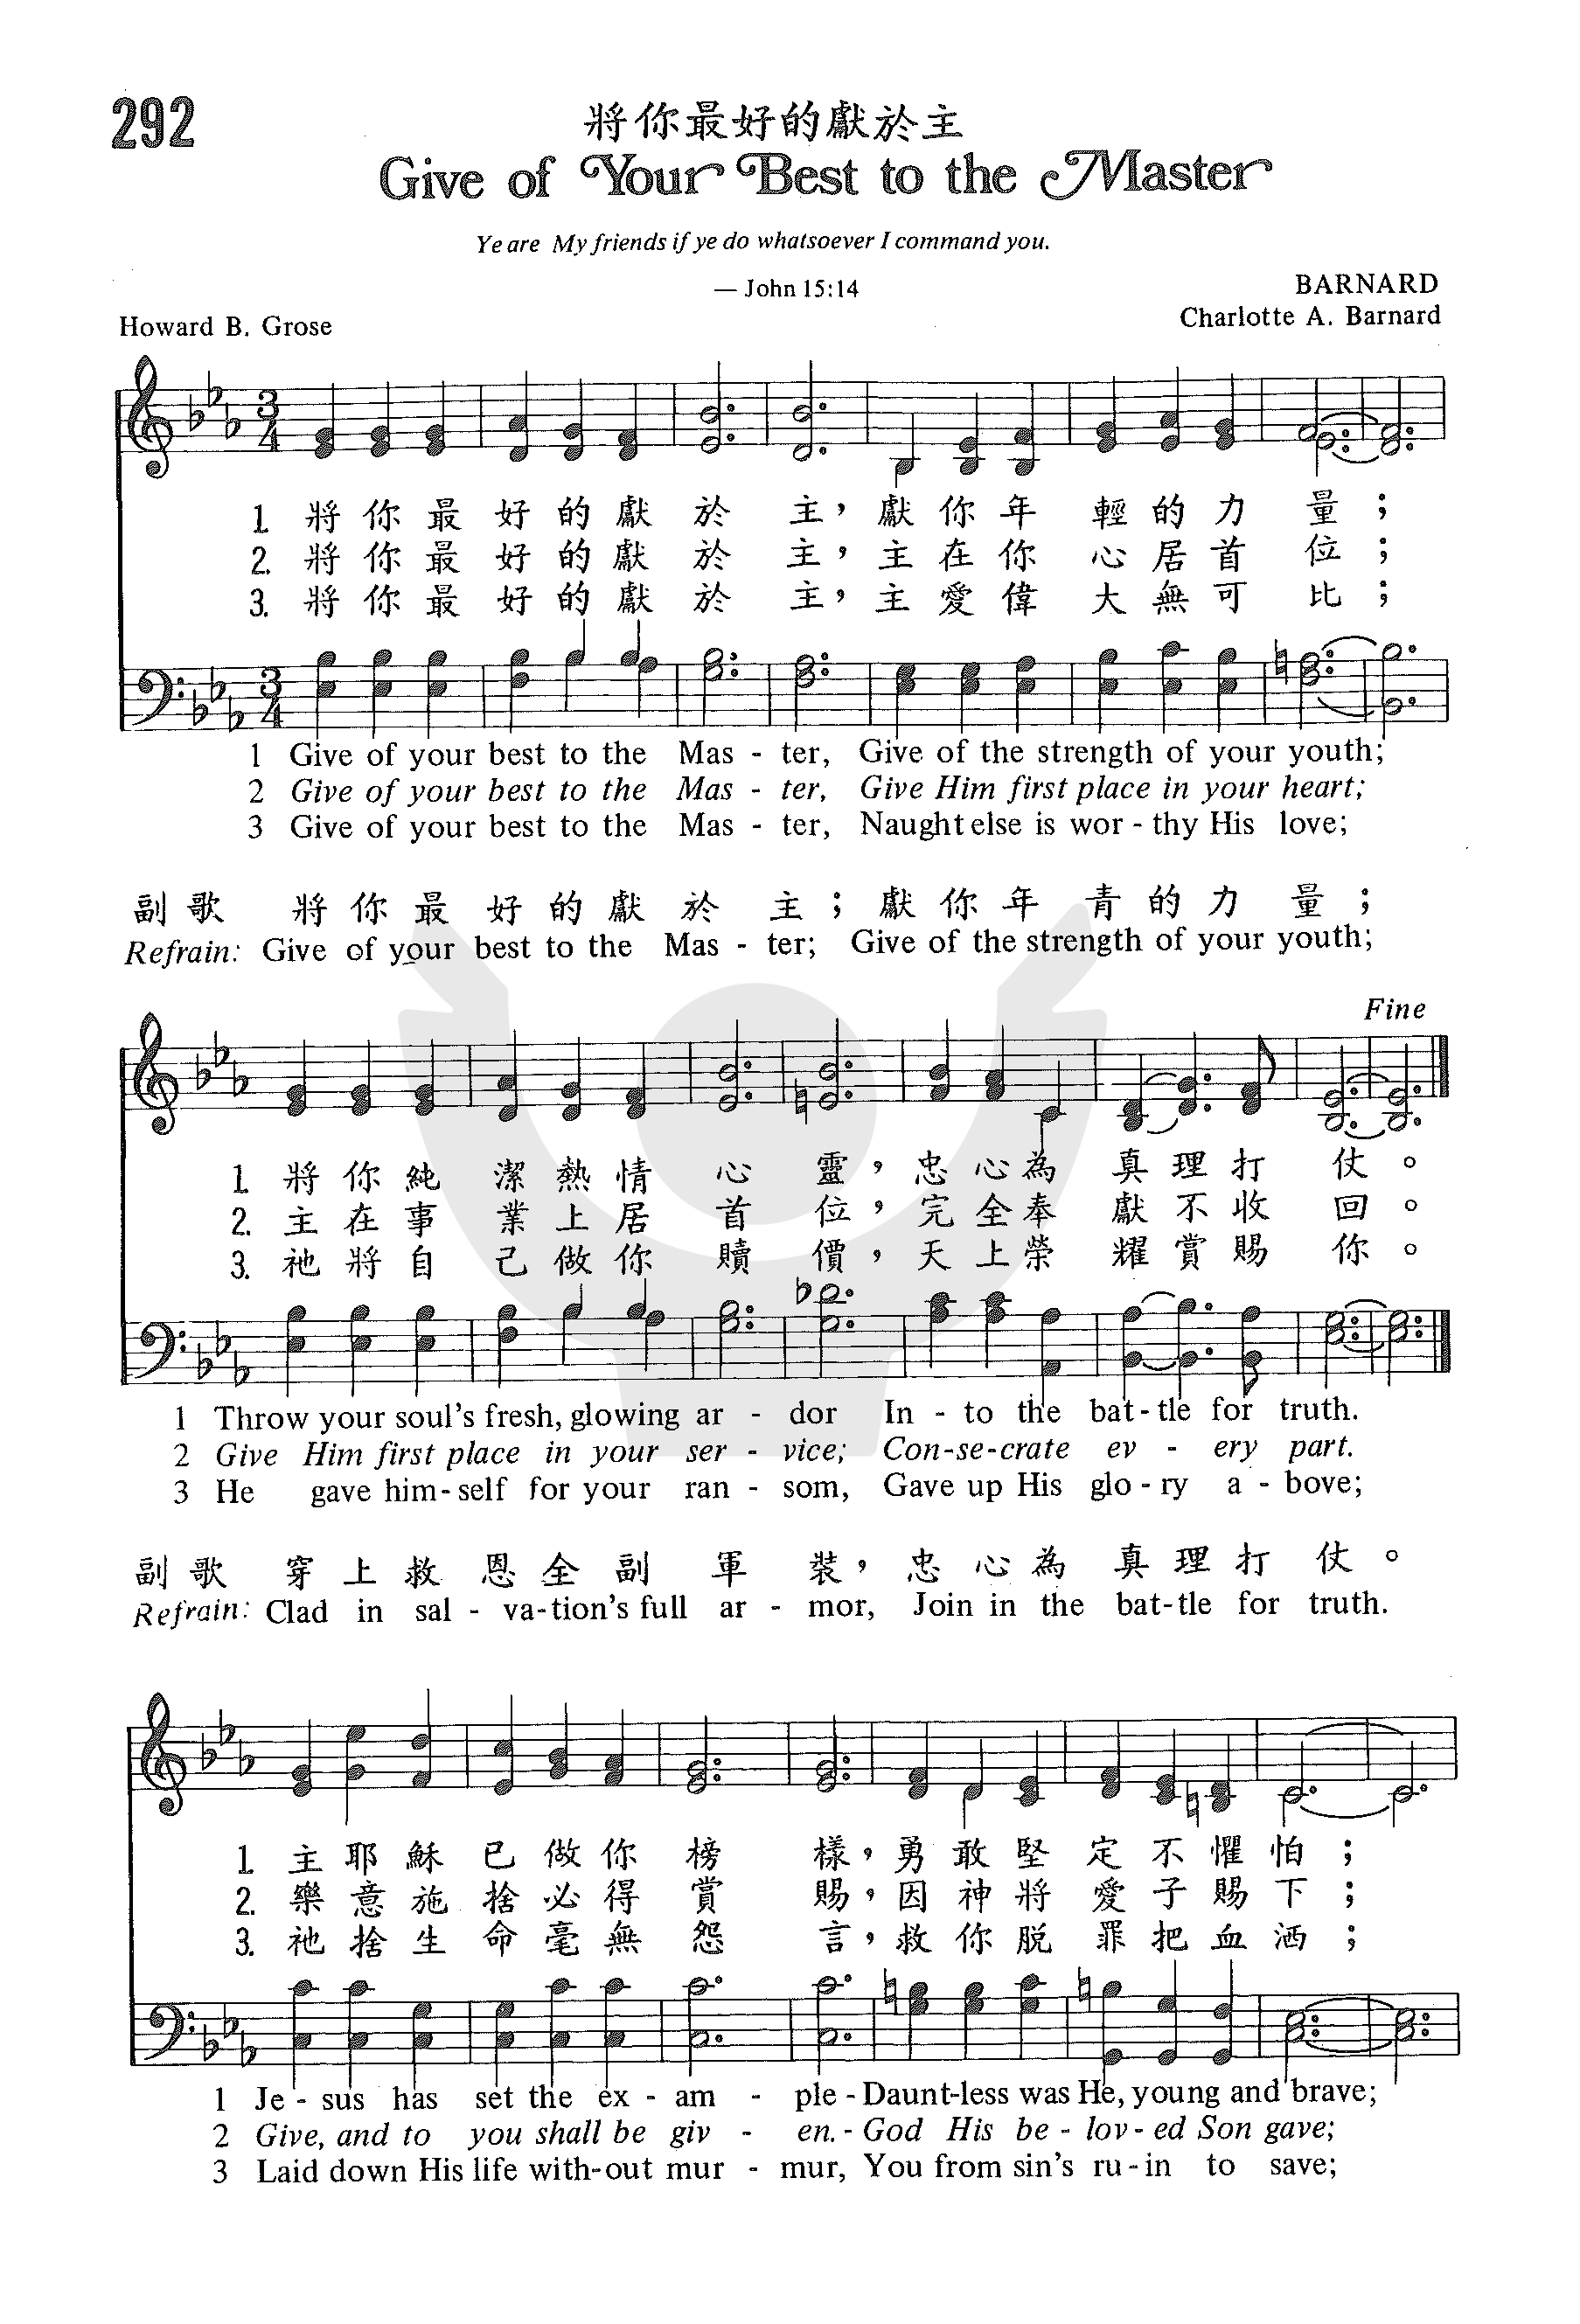 292
將你最好的獻於主
Give of Your Best to the Master
Ye are My friends if ye do whatsoever I command you.
— John 15:14
BARNARD
Howard B. Grose
Charlotte A. Barnard
1. 將你最好的獻於主，獻你年輕的力量；
2. 將你最好的獻於主，主在你心居首位；
3. 將你最好的獻於主，主愛偉大無可比；
1 Give of your best to the Mas - ter, Give of the strength of your youth;
2 Give of your best to the Mas - ter, Give Him first place in your heart;
3 Give of your best to the Mas - ter, Naught else is wor - thy His love;
副歌 將你最好的獻於主；獻你年青的力量；
Refrain: Give of your best to the Mas - ter; Give of the strength of your youth;
Fine
1. 將你純潔熱情心靈，忠心為真理打仗。
2. 主在事業上居首位，完全奉獻不收回。
3. 祂將自己做你贖價，天上榮耀賞賜你。
1 Throw your soul's fresh, glowing ar - dor In - to the bat - tle for truth.
2 Give Him first place in your ser - vice; Con - se - crate ev - ery part.
3 He gave him - self for your ran - som, Gave up His glo - ry a - bove;
副歌 穿上救恩全副軍裝，忠心為真理打仗。
Refrain: Clad in sal - va - tion's full ar - mor, Join in the bat - tle for truth.
1. 主耶穌已做你榜樣，勇敢堅定不懼怕；
2. 樂意施捨必得賞賜，因神將愛子賜下；
3. 祂捨生命毫無怨言，救你脫罪把血洒；
1 Je - sus has set the ex - am - ple - Daunt - less was He, young and brave;
2 Give, and to you shall be giv - en. - God His be - lov - ed Son gave;
3 Laid down His life with - out mur - mur, You from sin's ru - in to save;